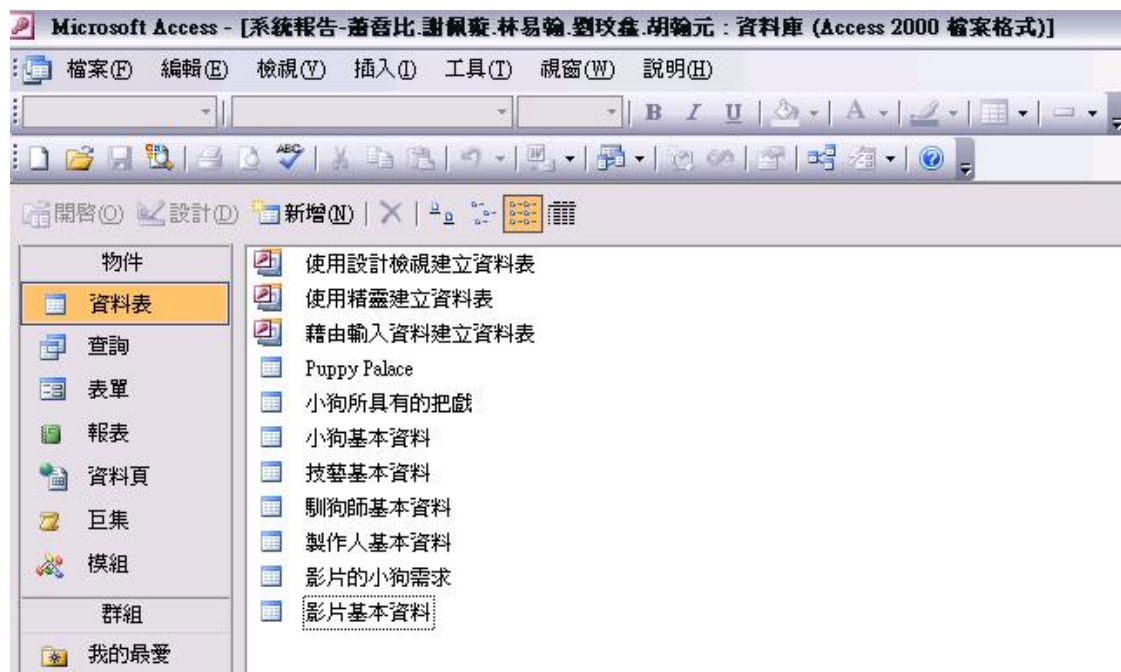 Microsoft Access - [系統報告-蕭喬比.謝佩璇.林易翰.劉玟鑫.胡翰元 : 資料庫 (Access 2000 檔案格式)]
檔案(F) 編輯(E) 檢視(V) 插入(I) 工具(T) 視窗(W) 說明(H)
B I U A
ABC
開啓(O) 設計(D) 新增(N)
物件
資料表
查詢
表單
報表
資料頁
巨集
模組
群組
我的最愛
使用設計檢視建立資料表
使用精靈建立資料表
藉由輸入資料建立資料表
Puppy Palace
小狗所具有的把戲
小狗基本資料
技藝基本資料
馴狗師基本資料
製作人基本資料
影片的小狗需求
影片基本資料